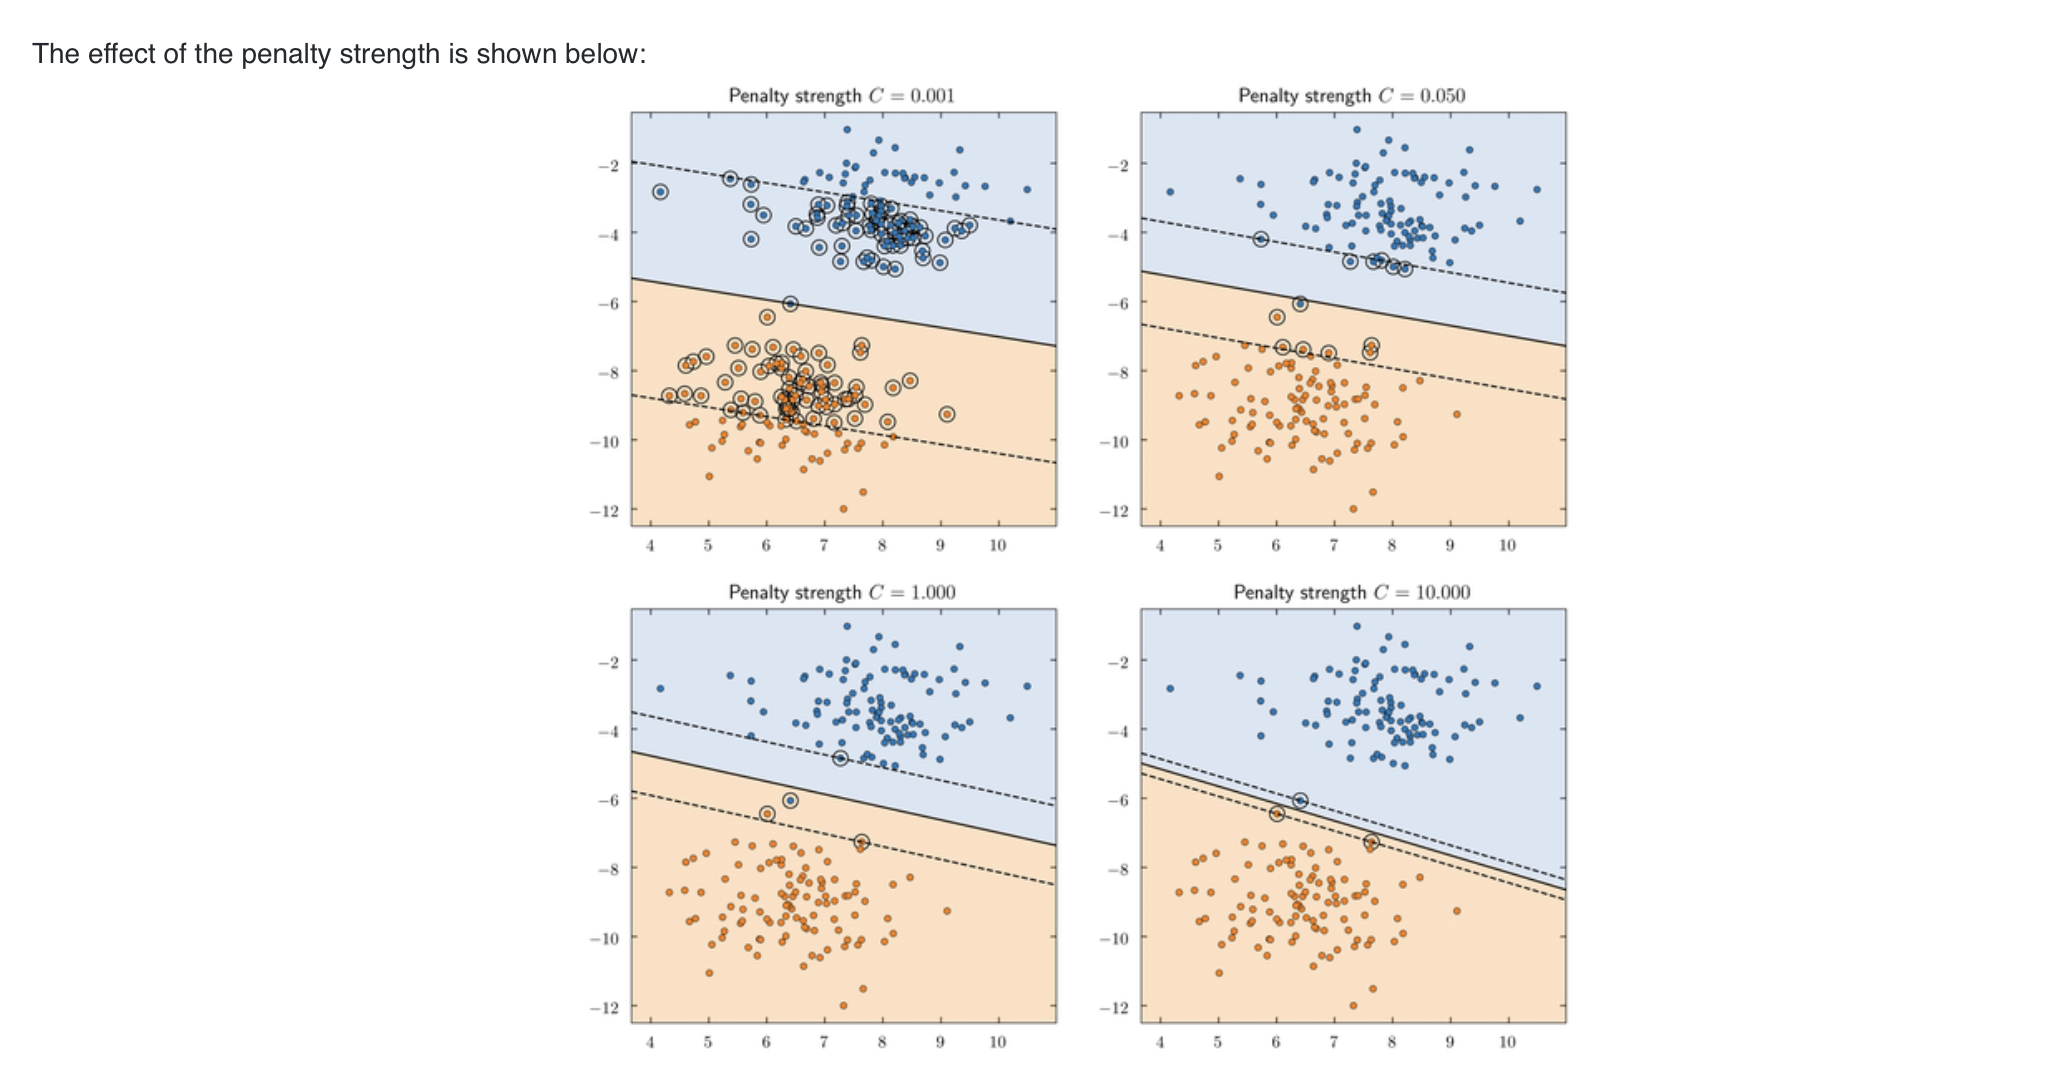 The effect of the penalty strength is shown below:
Penalty strength C = 0.001
−2
−4
−6
−8
−10
−12
4 5 6 7 8 9 10
Penalty strength C = 0.050
−2
−4
−6
−8
−10
−12
4 5 6 7 8 9 10
Penalty strength C = 1.000
−2
−4
−6
−8
−10
−12
4 5 6 7 8 9 10
Penalty strength C = 10.000
−2
−4
−6
−8
−10
−12
4 5 6 7 8 9 10